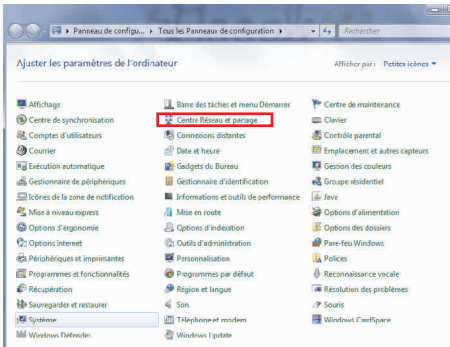 Panneau de configu... ▸ Tous les Panneaux de configuration ▸
Rechercher
Ajuster les paramètres de l'ordinateur
Afficher par : Petites icônes
Affichage
Centre de synchronisation
Comptes d'utilisateurs
Courrier
Exécution automatique
Gestionnaire de périphériques
Icônes de la zone de notification
Mise à niveau express
Options d'ergonomie
Options Internet
Périphériques et imprimantes
Programmes et fonctionnalités
Récupération
Sauvegarder et restaurer
Système
Windows Defender
Barre des tâches et menu Démarrer
Centre Réseau et partage
Connexions distantes
Date et heure
Gadgets du Bureau
Gestionnaire d'identification
Informations et outils de performance
Mise en route
Options d'indexation
Outils d'administration
Personnalisation
Programmes par défaut
Région et langue
Son
Téléphone et modem
Windows Update
Centre de maintenance
Clavier
Contrôle parental
Emplacement et autres capteurs
Gestion des couleurs
Groupe résidentiel
Java
Options d'alimentation
Options des dossiers
Pare-feu Windows
Polices
Reconnaissance vocale
Résolution des problèmes
Souris
Windows CardSpace